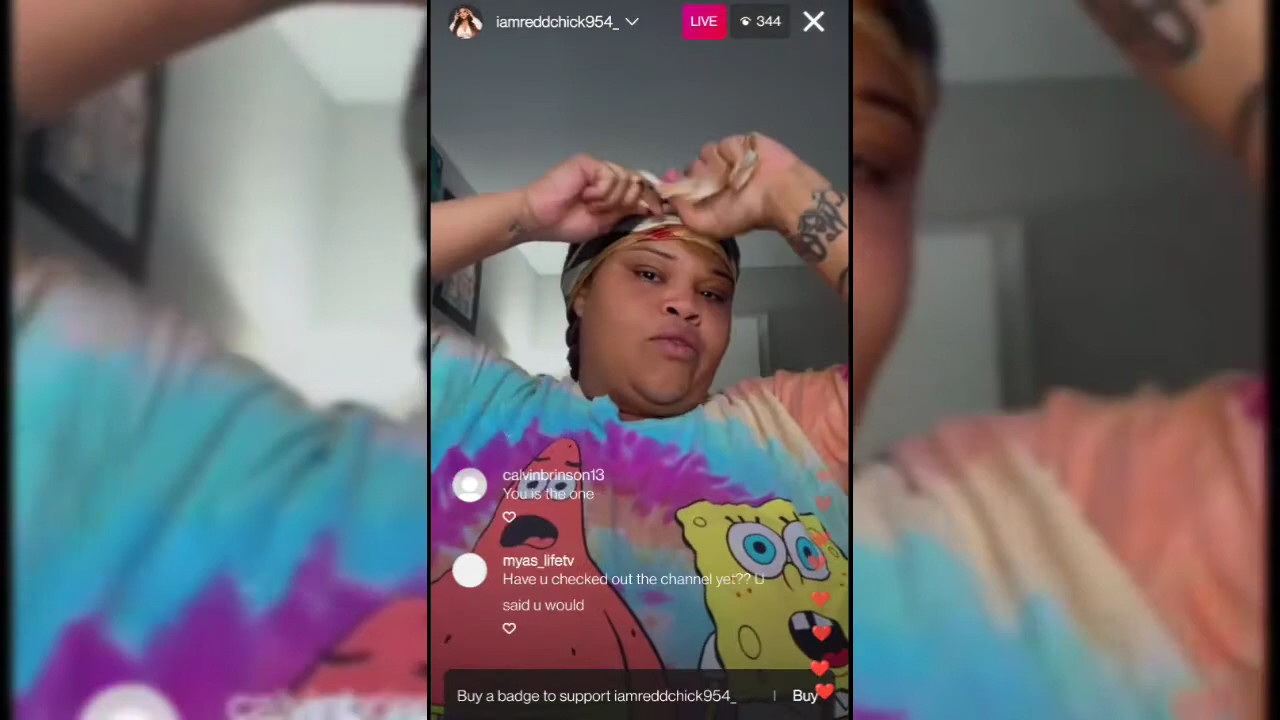 iamreddchick954_
LIVE
344
calvinbrinson13
You is the one
myas_lifetv
Have u checked out the channel yet?? U
said u would
Buy a badge to support iamreddchick954_
Buy